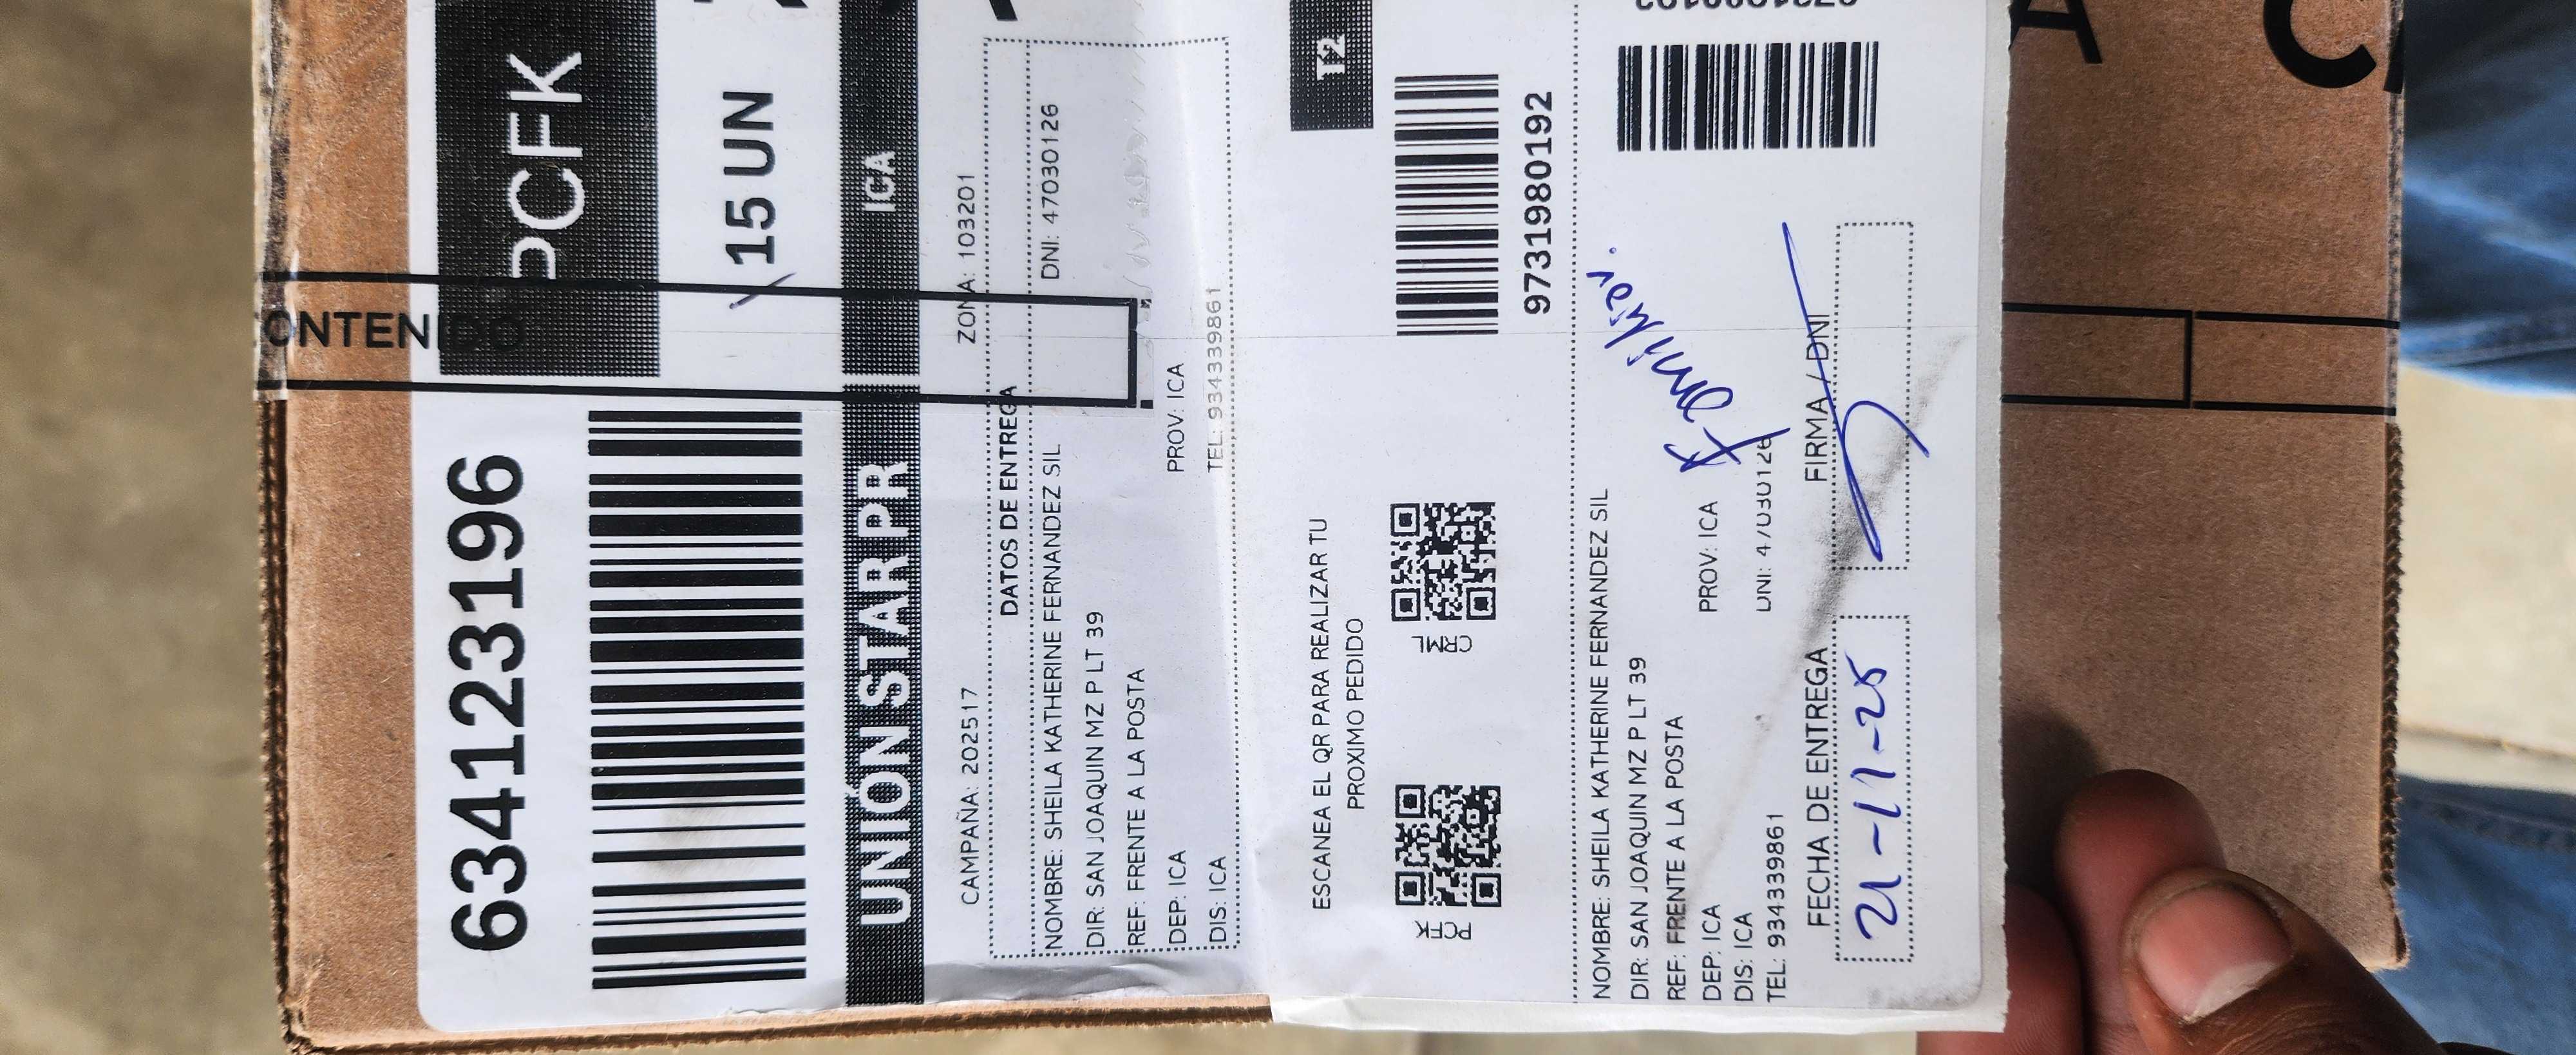 CONTENIDO
634123196
PCFK
15 UN
UNIÓN STAR PR ICA
CAMPAÑA: 202517 ZONA: 103201
DATOS DE ENTREGA
NOMBRE: SHEILA KATHERINE FERNANDEZ SIL DNI: 47030126
DIR: SAN JOAQUIN MZ P LT 39
REF: FRENTE A LA POSTA
DEP: ICA PROV: ICA
DIS: ICA TEL: 934339861
T2
ESCANEA EL QR PARA REALIZAR TU
PROXIMO PEDIDO
PCFK CRML
9731980192
NOMBRE: SHEILA KATHERINE FERNANDEZ SIL
DIR: SAN JOAQUIN MZ P LT 39
REF: FRENTE A LA POSTA
DEP: ICA PROV: ICA
DIS: ICA
TEL: 934339861 DNI: 47030126
Familiar.
FECHA DE ENTREGA FIRMA / DNI
21-11-25